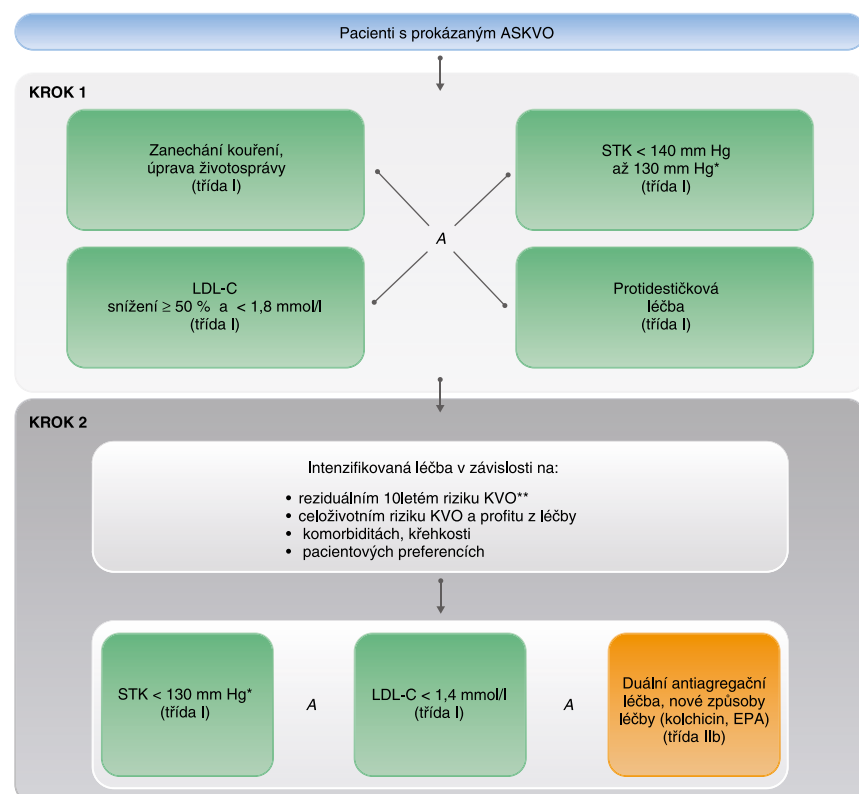 Pacienti s prokázaným ASKVO
KROK 1
Zanechání kouření,
úprava životosprávy
(třída I)
STK < 140 mm Hg
až 130 mm Hg*
(třída I)
A
LDL-C
snížení ≥ 50 % a < 1,8 mmol/l
(třída I)
Protidestičková
léčba
(třída I)
KROK 2
Intenzifikovaná léčba v závislosti na:
• reziduálním 10letém riziku KVO**
• celoživotním riziku KVO a profitu z léčby
• komorbiditách, křehkosti
• pacientových preferencích
STK < 130 mm Hg*
(třída I)
A
LDL-C < 1,4 mmol/l
(třída I)
A
Duální antiagregační
léčba, nové způsoby
léčby (kolchicin, EPA)
(třída IIb)